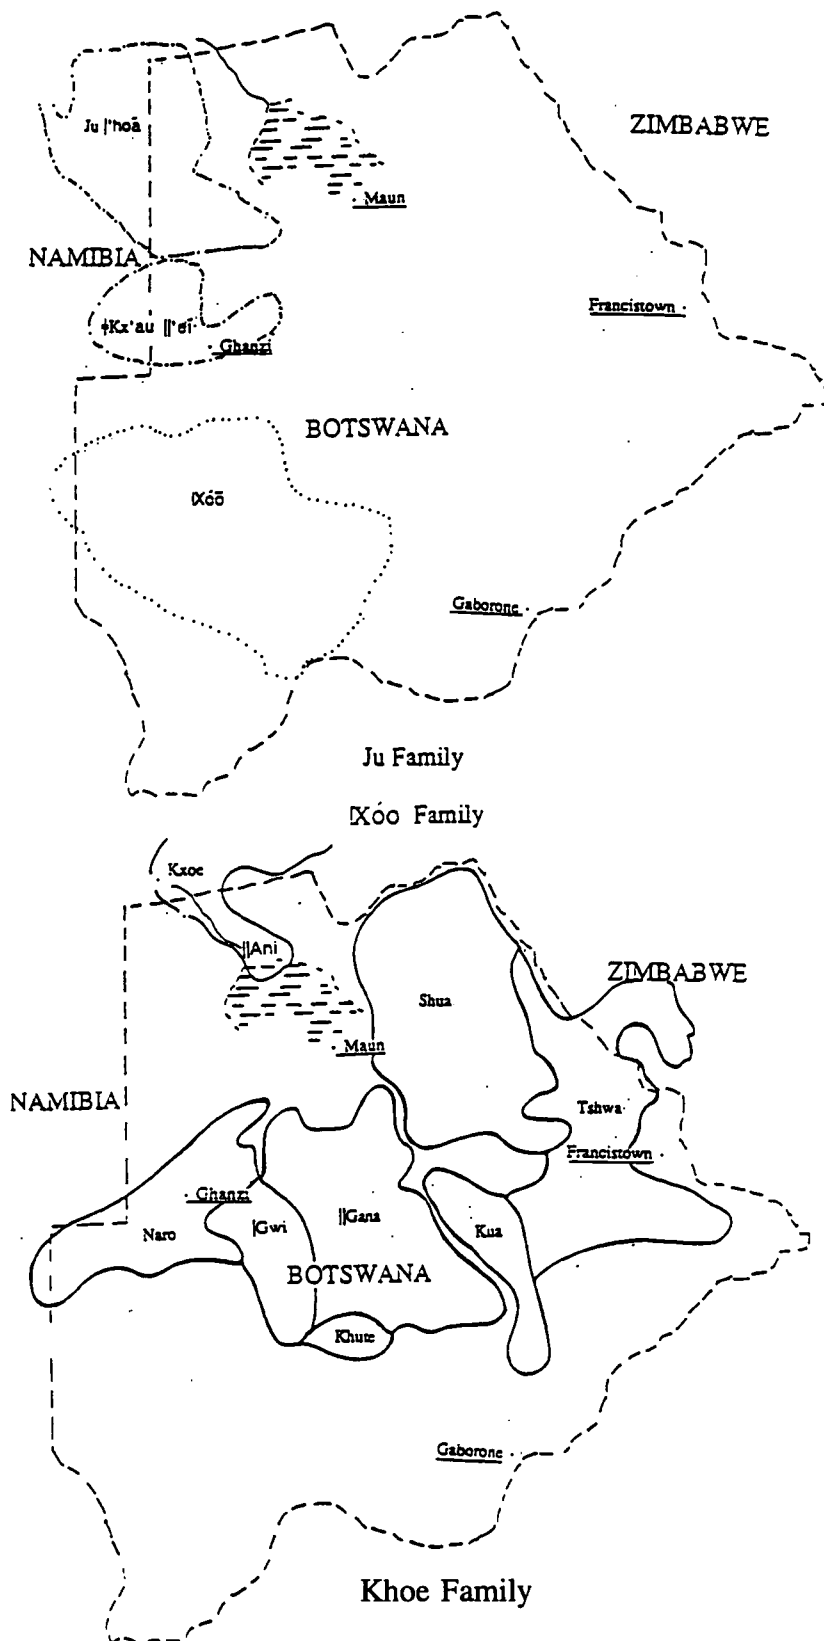 ZIMBABWE
Ju |'hoã
Maun
NAMIBIA
Francistown
ǂKx'au ||'ei
Ghanzi
BOTSWANA
ǃXóõ
Gaborone
Ju Family
ǃXóo Family
Kxoe
||Ani
ZIMBABWE
Shua
Maun
NAMIBIA
Tshwa
Francistown
Ghanzi
Naro
|Gwi
||Gana
Kua
BOTSWANA
Khute
Gaborone
Khoe Family